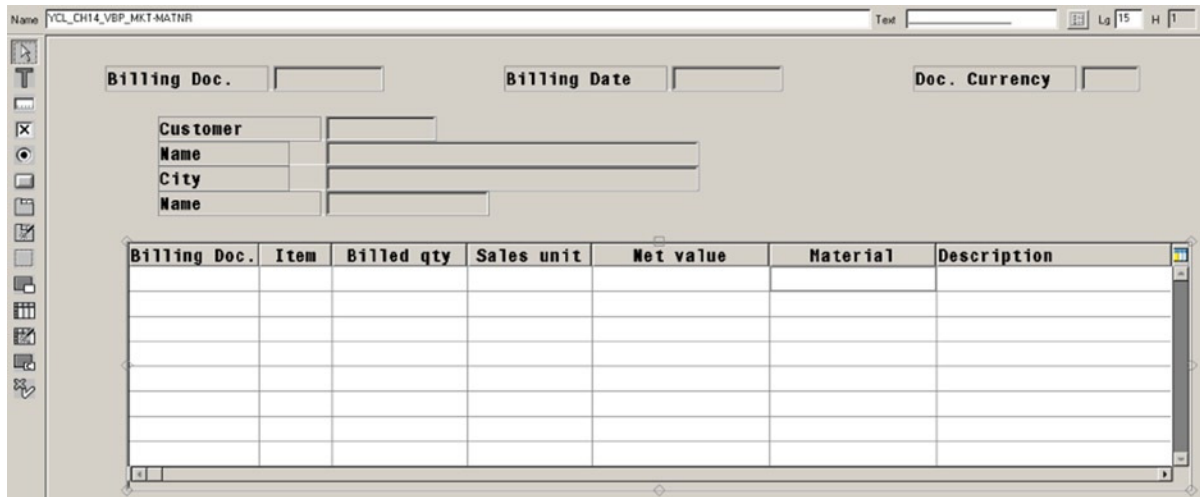 Name YCL_CH14_VBP_MKT-MATNR Text Lg 15 H 1
Billing Doc. Billing Date Doc. Currency
Customer
Name
City
Name
Billing Doc. Item Billed qty Sales unit Net value Material Description